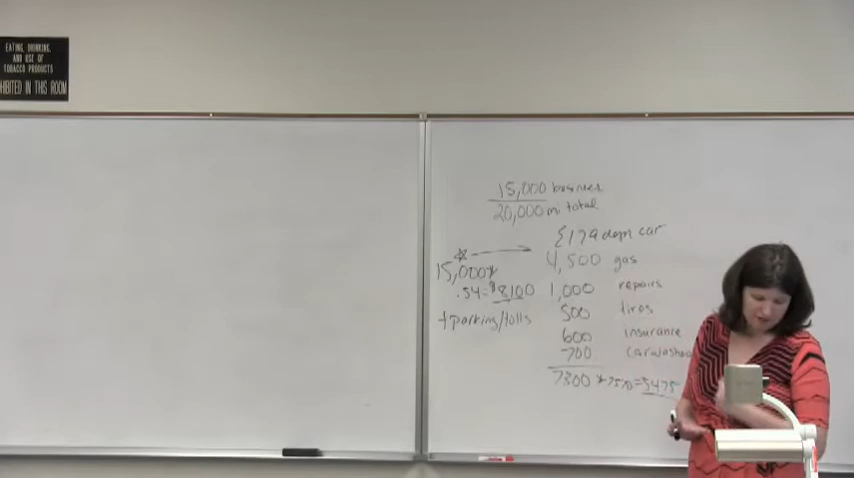 EATING, DRINKING,
AND USE OF
TOBACCO PRODUCTS
HIBITED IN THIS ROOM
15,000 business
20,000 mi total
§179 depn car
4,500 gas
15,000 *
.54 = $8100
1,000 repairs
+parking/tolls
500 tires
600 insurance
700 carwashes
7300 * 75% = 5475